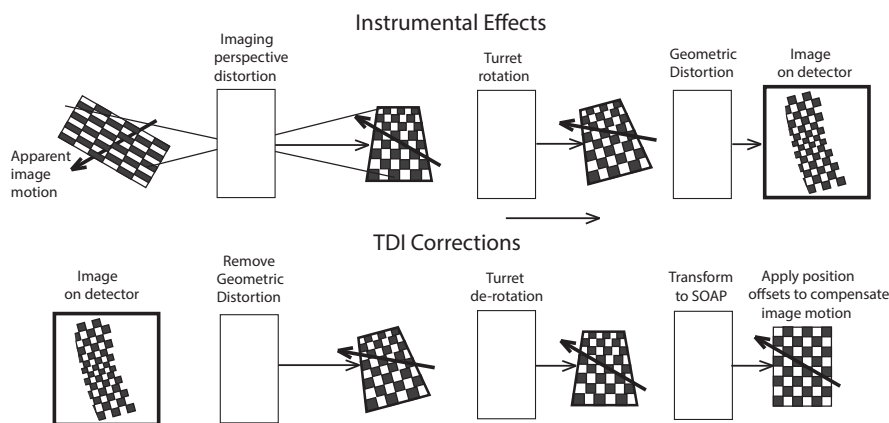 Instrumental Effects
Imaging
perspective
distortion
Turret
rotation
Geometric
Distortion
Image
on detector
Apparent
image
motion
TDI Corrections
Image
on detector
Remove
Geometric
Distortion
Turret
de-rotation
Transform
to SOAP
Apply position
offsets to compensate
image motion